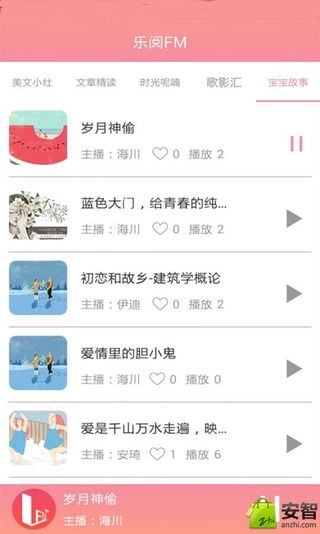 乐阅FM
美文小灶 文章精读 时光呢喃 歌影汇 宝宝故事
岁月神偷
主播：海川 0 播放 2
蓝色大门，给青春的纯...
主播：海川 0 播放 2
初恋和故乡-建筑学概论
主播：伊迪 0 播放 2
爱情里的胆小鬼
主播：海川 0 播放 0
爱是千山万水走遍，映...
主播：安琦 1 播放 6
岁月神偷
主播：海川
安智
anzhi.com
zhi